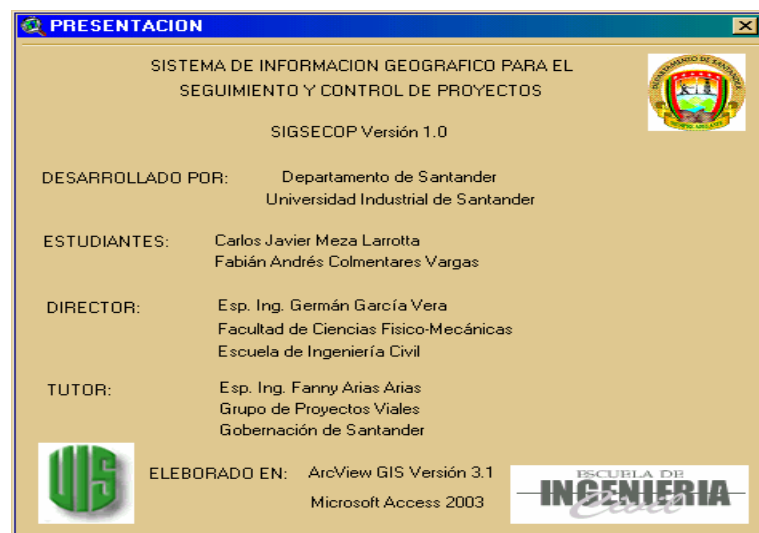 PRESENTACION
SISTEMA DE INFORMACION GEOGRAFICO PARA EL
SEGUIMIENTO Y CONTROL DE PROYECTOS
SIGSECOP Versión 1.0
DESARROLLADO POR: Departamento de Santander
Universidad Industrial de Santander
ESTUDIANTES: Carlos Javier Meza Larrotta
Fabián Andrés Colmentares Vargas
DIRECTOR: Esp. Ing. Germán García Vera
Facultad de Ciencias Fisico-Mecánicas
Escuela de Ingeniería Civil
TUTOR: Esp. Ing. Fanny Arias Arias
Grupo de Proyectos Viales
Gobernación de Santander
UIS
ELEBORADO EN: ArcView GIS Versión 3.1
Microsoft Access 2003
ESCUELA DE
INGENIERIA
Civil